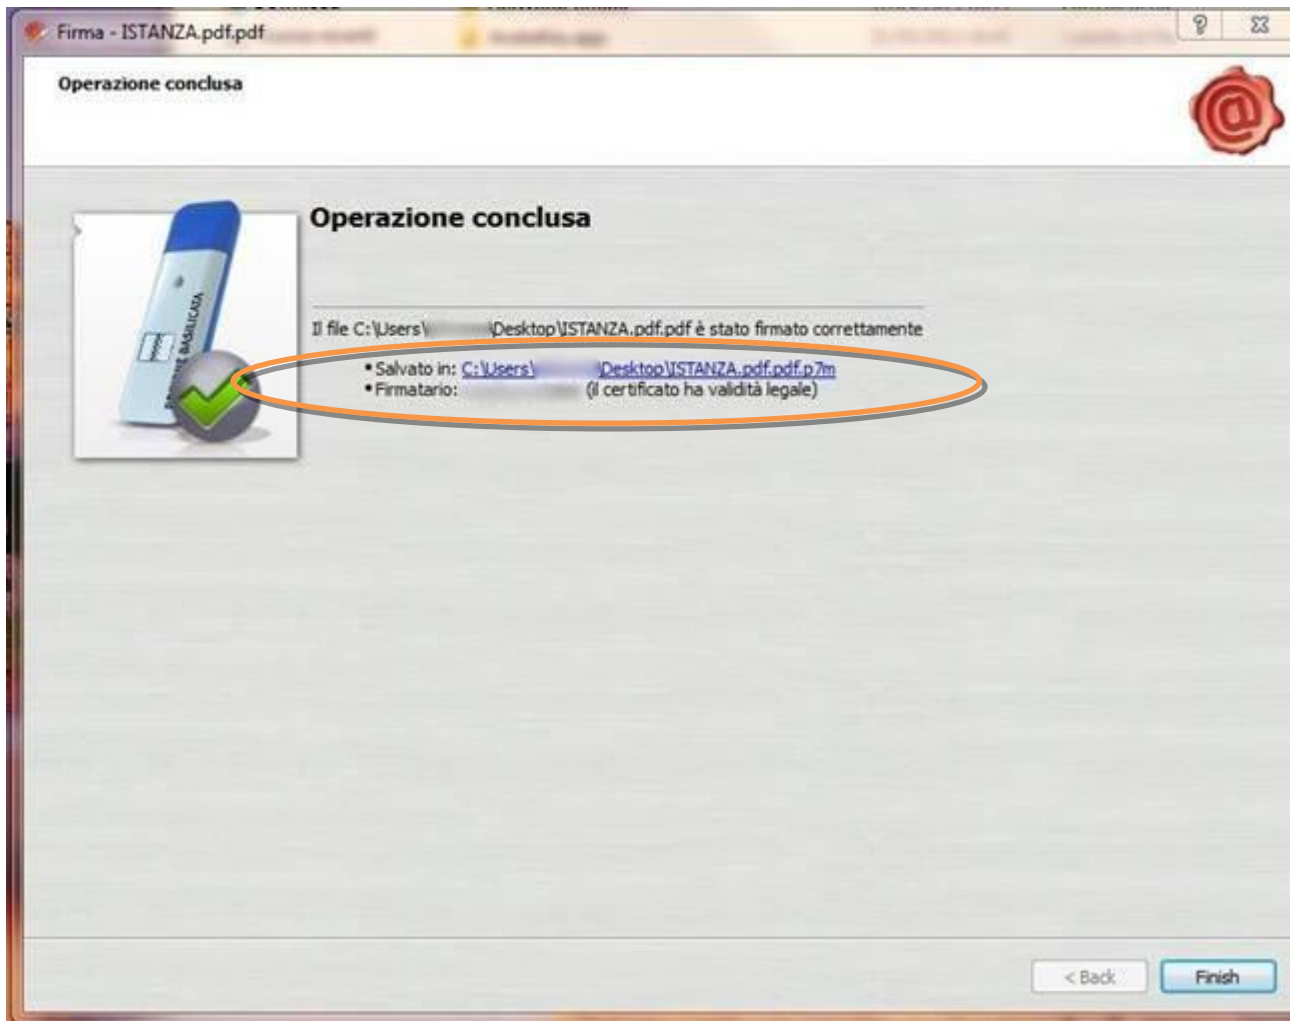 Firma - ISTANZA.pdf.pdf
Operazione conclusa
@
Operazione conclusa
BASILICATA
Il file C:\Users\ \Desktop\ISTANZA.pdf.pdf è stato firmato correttamente
• Salvato in: C:\Users\ \Desktop\ISTANZA.pdf.pdf.p7m
• Firmatario: (il certificato ha validità legale)
< Back
Finish